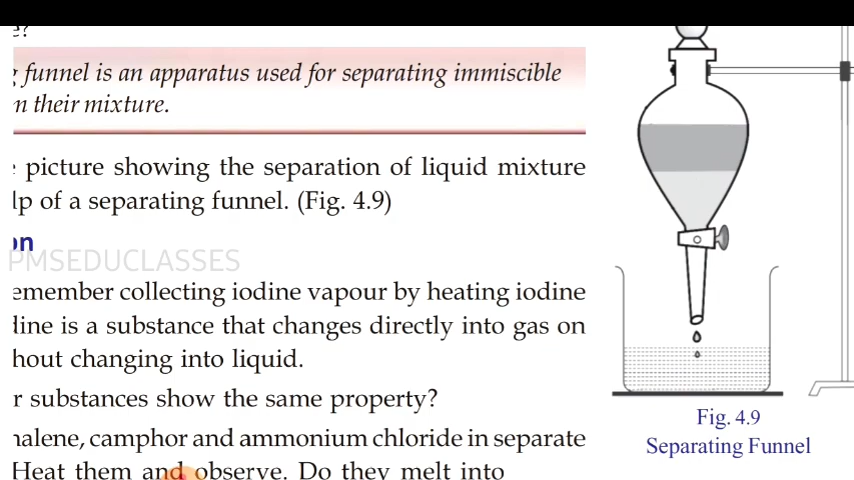 funnel is an apparatus used for separating immiscible
their mixture.
picture showing the separation of liquid mixture
of a separating funnel. (Fig. 4.9)
PMSEDUCLASSES
emember collecting iodine vapour by heating iodine
is a substance that changes directly into gas on
hout changing into liquid.
r substances show the same property?
halene, camphor and ammonium chloride in separate
Heat them and observe. Do they melt into
Fig. 4.9
Separating Funnel